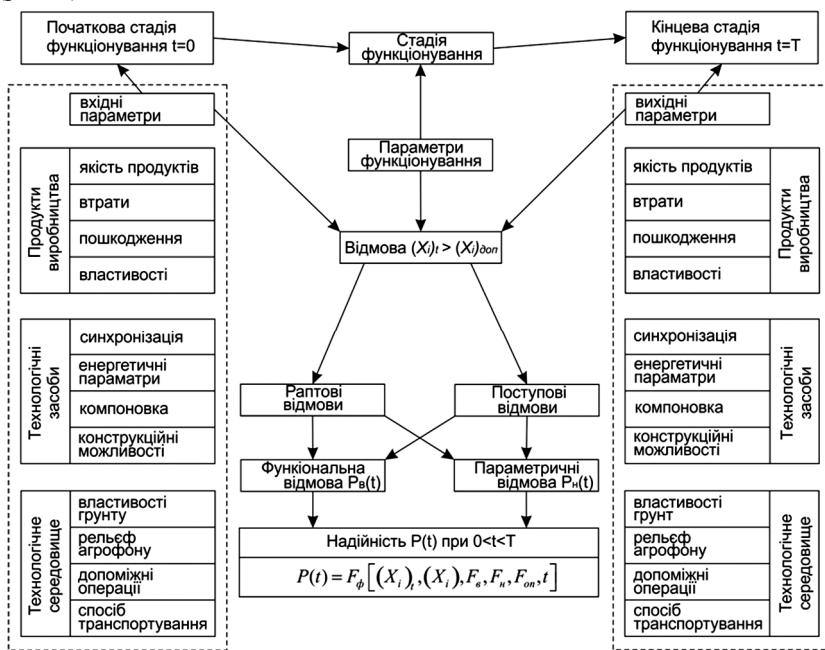 Початкова стадія
функціонування t=0
Стадія
функціонування
Кінцева стадія
функціонування t=T
вхідні
параметри
Параметри
функціонування
вихідні
параметри
Продукти
виробництва
якість продуктів
втрати
пошкодження
властивості
Технологічні
засоби
синхронізація
енергетичні
параматри
компоновка
конструкційні
можливості
Технологічне
середовище
властивості
грунту
рельєф
агрофону
допоміжні
операції
спосіб
транспортування
Відмова (Xi)t > (Xi)доп
Раптові
відмови
Поступові
відмови
Функіональна
відмова Pв(t)
Параметричні
відмова Pн(t)
Надійність P(t) при 0<t<T
P(t) = Fф[(Xi)t,(Xi),Fв,Fн,Fоп,t]
якість продуктів
втрати
пошкодження
властивості
Продукти
виробництва
синхронізація
енергетичні
параматри
компоновка
конструкційні
можливості
Технологічні
засоби
властивості
грунт
рельєф
агрофону
допоміжні
операції
спосіб
транспортування
Технологічне
середовище